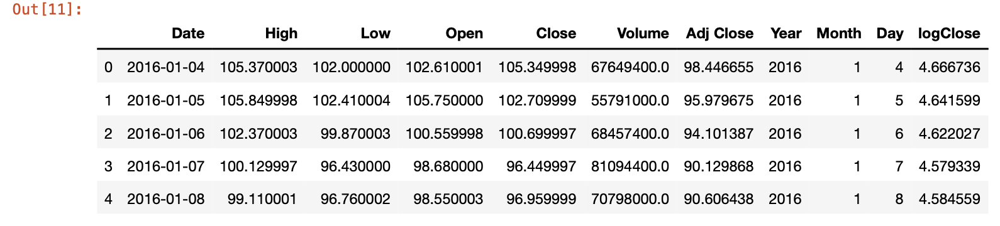 Out[11]:
Date High Low Open Close Volume Adj Close Year Month Day logClose
0 2016-01-04 105.370003 102.000000 102.610001 105.349998 67649400.0 98.446655 2016 1 4 4.666736
1 2016-01-05 105.849998 102.410004 105.750000 102.709999 55791000.0 95.979675 2016 1 5 4.641599
2 2016-01-06 102.370003 99.870003 100.559998 100.699997 68457400.0 94.101387 2016 1 6 4.622027
3 2016-01-07 100.129997 96.430000 98.680000 96.449997 81094400.0 90.129868 2016 1 7 4.579339
4 2016-01-08 99.110001 96.760002 98.550003 96.959999 70798000.0 90.606438 2016 1 8 4.584559